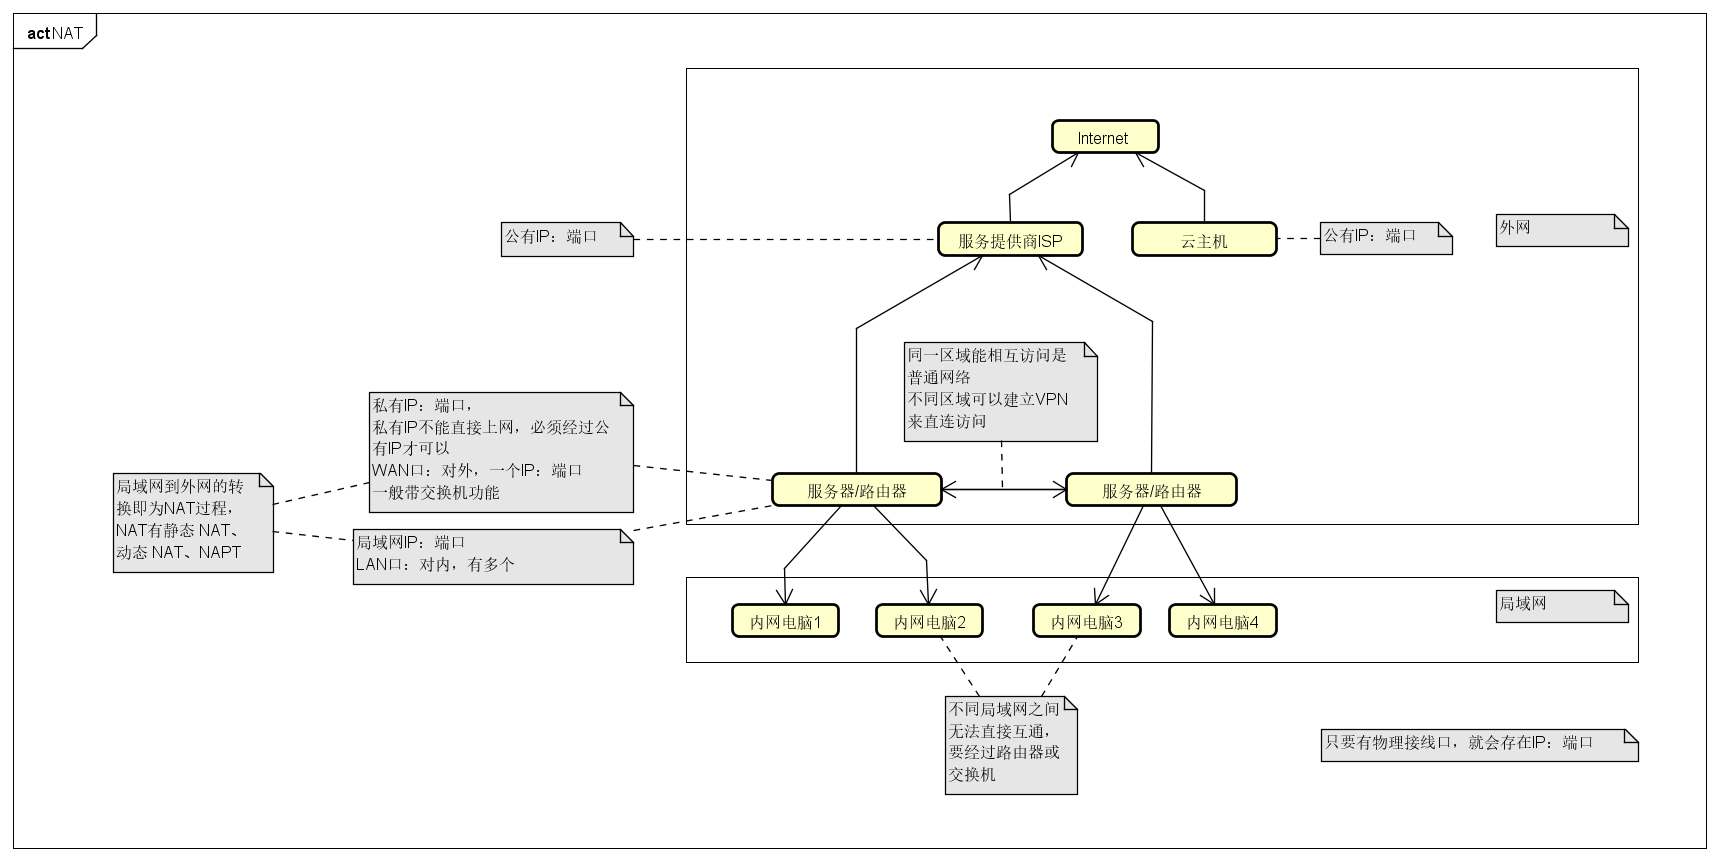 actNAT
Internet
服务提供商ISP
云主机
公有IP：端口
公有IP：端口
外网
同一区域能相互访问是
普通网络
不同区域可以建立VPN
来直连访问
私有IP：端口，
私有IP不能直接上网，必须经过公
有IP才可以
WAN口：对外，一个IP：端口
一般带交换机功能
局域网到外网的转
换即为NAT过程，
NAT有静态 NAT、
动态 NAT、NAPT
服务器/路由器
服务器/路由器
局域网IP：端口
LAN口：对内，有多个
内网电脑1
内网电脑2
内网电脑3
内网电脑4
局域网
不同局域网之间
无法直接互通，
要经过路由器或
交换机
只要有物理接线口，就会存在IP：端口